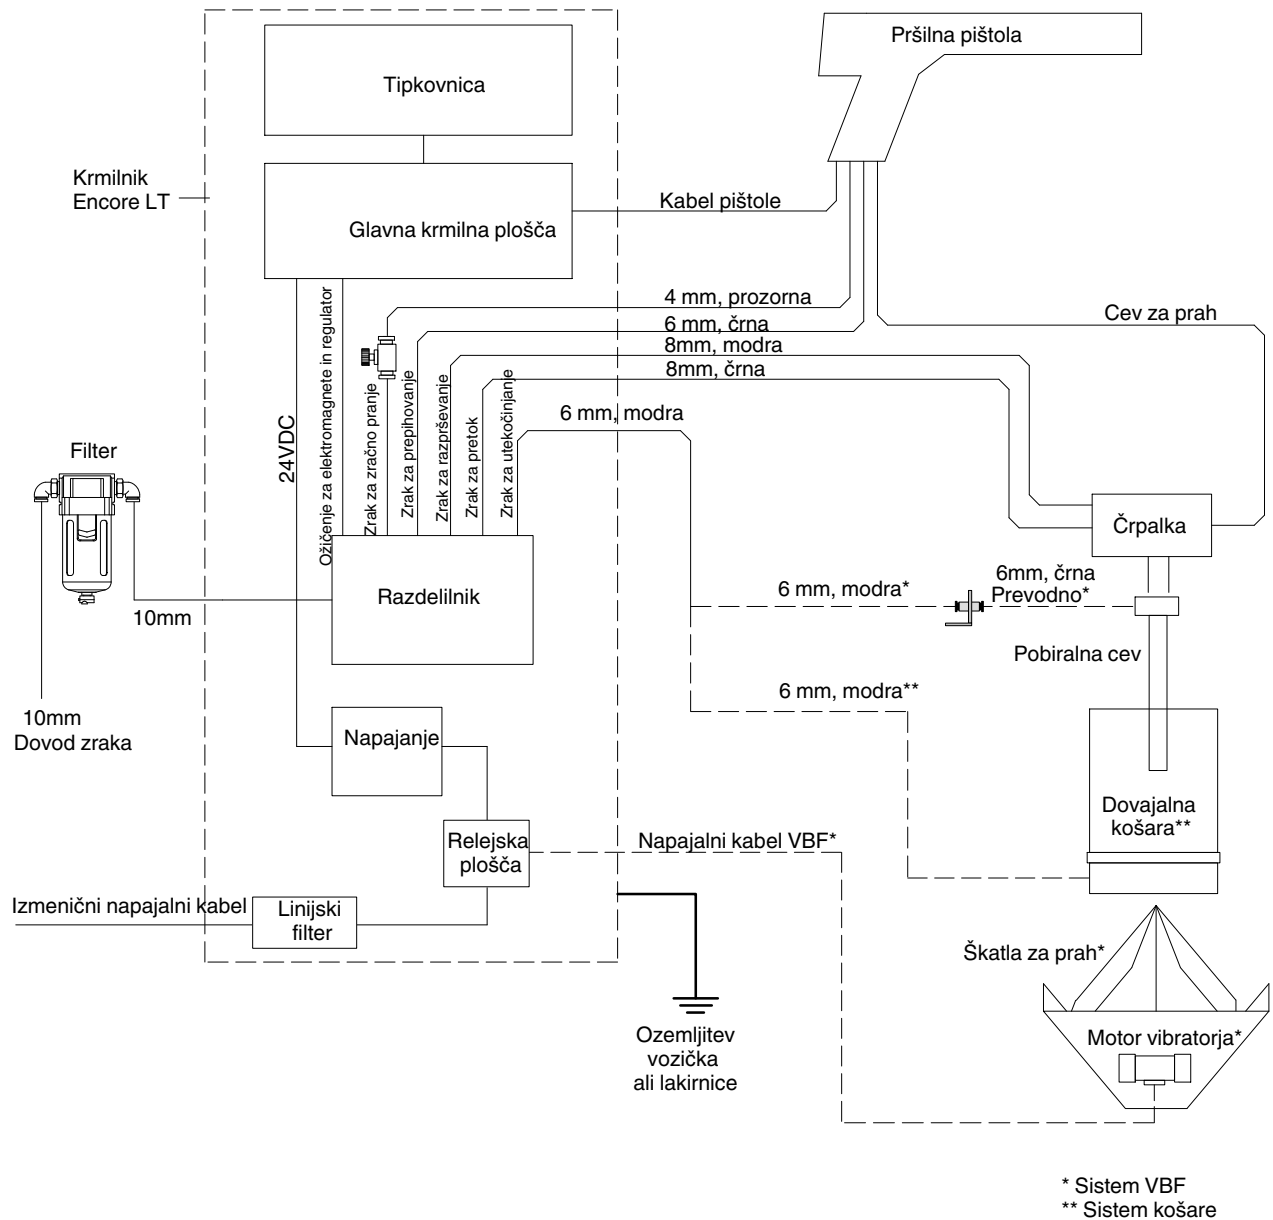 Pršilna pištola
Tipkovnica
Krmilnik
Encore LT
Kabel pištole
Glavna krmilna plošča
4 mm, prozorna
6 mm, črna
8mm, modra
8mm, črna
6 mm, modra
Cev za prah
24VDC
Ožičenje za elektromagnete in regulator
Zrak za zračno pranje
Zrak za prepihovanje
Zrak za razprševanje
Zrak za pretok
Zrak za utekočinjanje
Filter
Črpalka
Razdelilnik
10mm
6 mm, modra*
6mm, črna
Prevodno*
Pobiralna cev
6 mm, modra**
10mm
Dovod zraka
Napajanje
Dovajalna
košara**
Relejska
plošča
Napajalni kabel VBF*
Izmenični napajalni kabel
Linijski
filter
Škatla za prah*
Motor vibratorja*
Ozemljitev
vozička
ali lakirnice
* Sistem VBF
** Sistem košare